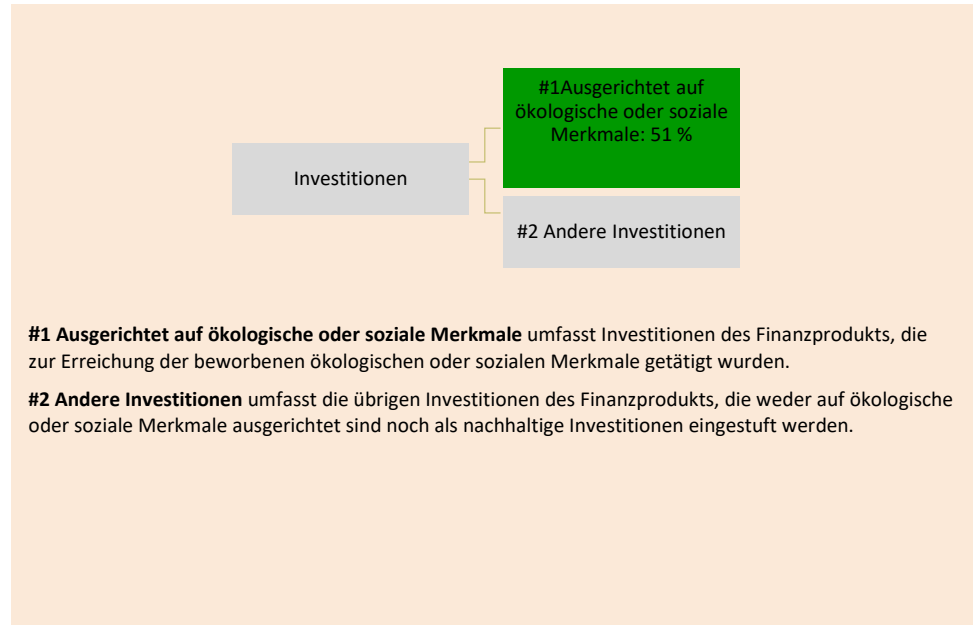 #1Ausgerichtet auf
ökologische oder soziale
Merkmale: 51 %
Investitionen
#2 Andere Investitionen
#1 Ausgerichtet auf ökologische oder soziale Merkmale umfasst Investitionen des Finanzprodukts, die
zur Erreichung der beworbenen ökologischen oder sozialen Merkmale getätigt wurden.
#2 Andere Investitionen umfasst die übrigen Investitionen des Finanzprodukts, die weder auf ökologische
oder soziale Merkmale ausgerichtet sind noch als nachhaltige Investitionen eingestuft werden.